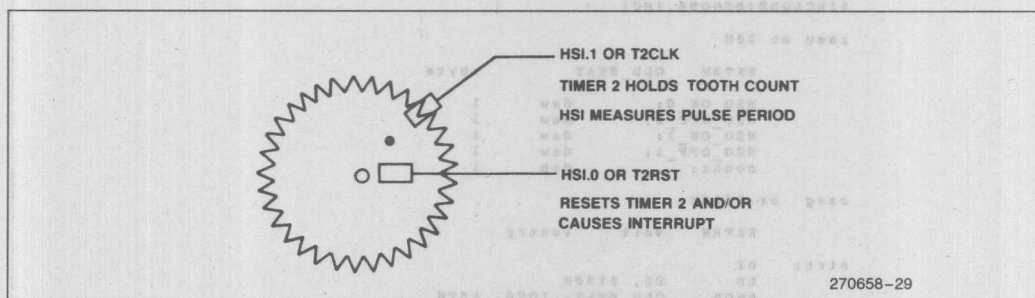 HSI.1 OR T2CLK
TIMER 2 HOLDS TOOTH COUNT
HSI MEASURES PULSE PERIOD
HSI.0 OR T2RST
RESETS TIMER 2 AND/OR
CAUSES INTERRUPT
270658-29